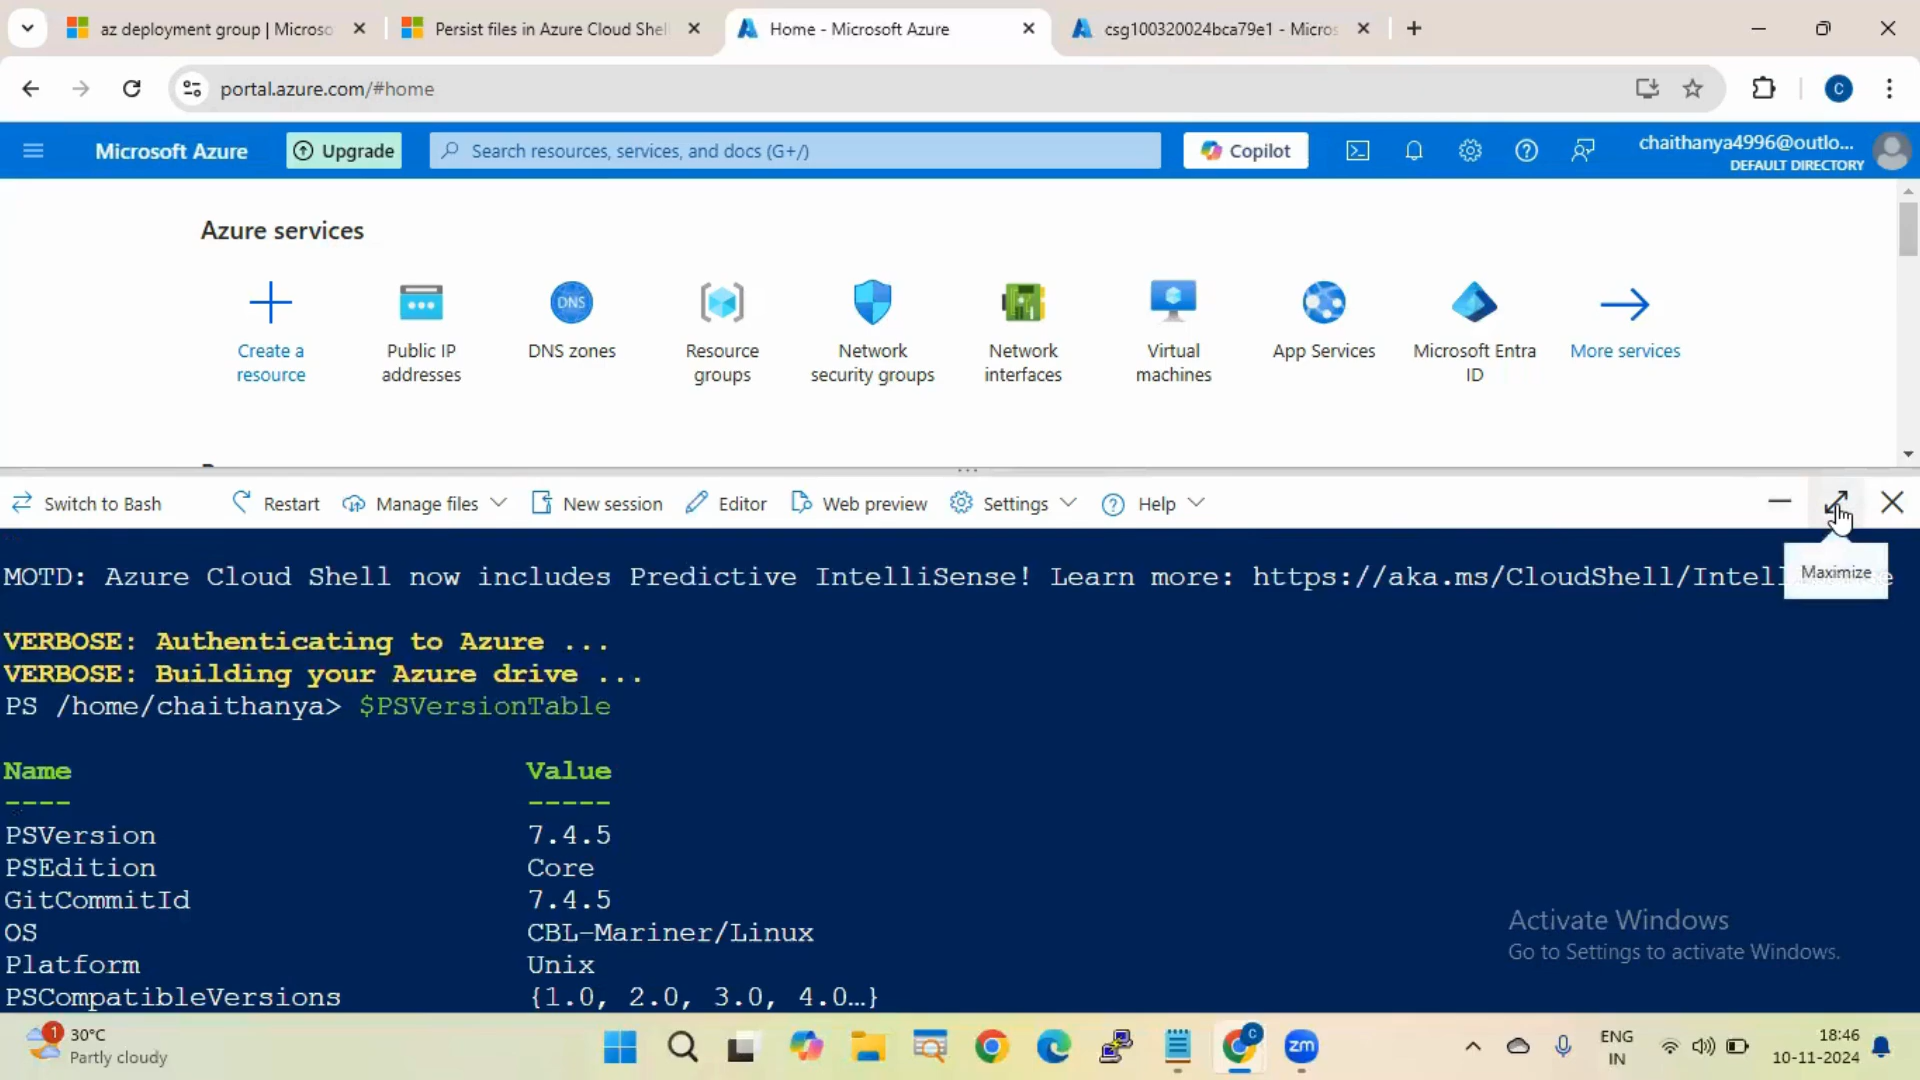 az deployment group | Microso
Persist files in Azure Cloud Shel
Home - Microsoft Azure
csg100320024bca79e1 - Micros
portal.azure.com/#home
C
Microsoft Azure
Upgrade
Search resources, services, and docs (G+/)
Copilot
chaithanya4996@outlo...
DEFAULT DIRECTORY
Azure services
DNS
Create a resource
Public IP addresses
DNS zones
Resource groups
Network security groups
Network interfaces
Virtual machines
App Services
Microsoft Entra ID
More services
Switch to Bash
Restart
Manage files
New session
Editor
Web preview
Settings
Help
Maximize
MOTD: Azure Cloud Shell now includes Predictive IntelliSense! Learn more: https://aka.ms/CloudShell/Intel
VERBOSE: Authenticating to Azure ...
VERBOSE: Building your Azure drive ...
PS /home/chaithanya> $PSVersionTable
Name Value
---- -----
PSVersion 7.4.5
PSEdition Core
GitCommitId 7.4.5
OS CBL-Mariner/Linux
Platform Unix
PSCompatibleVersions {1.0, 2.0, 3.0, 4.0…}
Activate Windows
Go to Settings to activate Windows.
1
30°C
Partly cloudy
C
zm
ENG
IN
18:46
10-11-2024